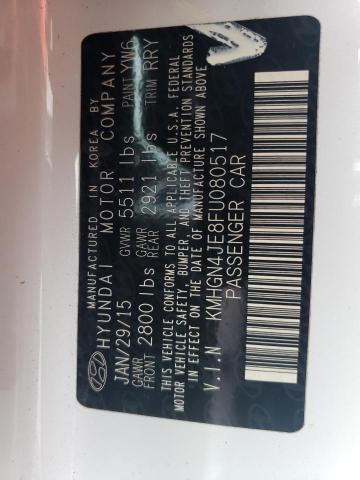 MANUFACTURED IN KOREA BY
HYUNDAI MOTOR COMPANY
JAN/29/15 GVWR 5511 lbs PAINT YW6
GAWR FRONT 2800 lbs GAWR REAR 2921 lbs TRIM RRY
THIS VEHICLE CONFORMS TO ALL APPLICABLE U.S.A. FEDERAL
MOTOR VEHICLE SAFETY, BUMPER, AND THEFT PREVENTION STANDARDS
IN EFFECT ON THE DATE OF MANUFACTURE SHOWN ABOVE
V.I.N KMHGN4JE8FU080517
PASSENGER CAR